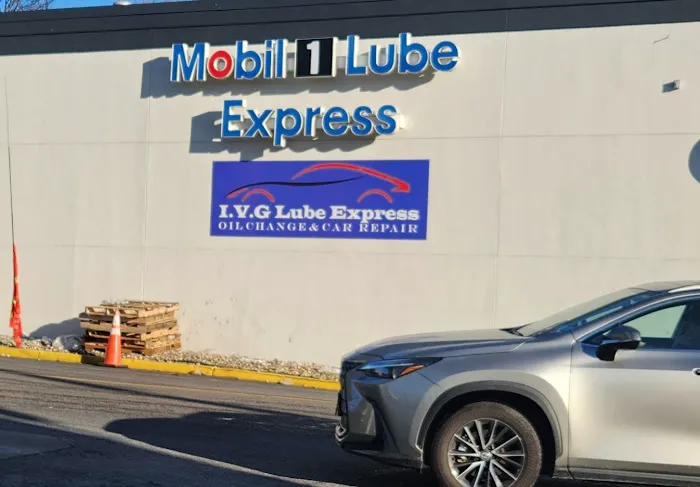 Mobil 1 Lube
Express
I.V.G Lube Express
OIL CHANGE & CAR REPAIR